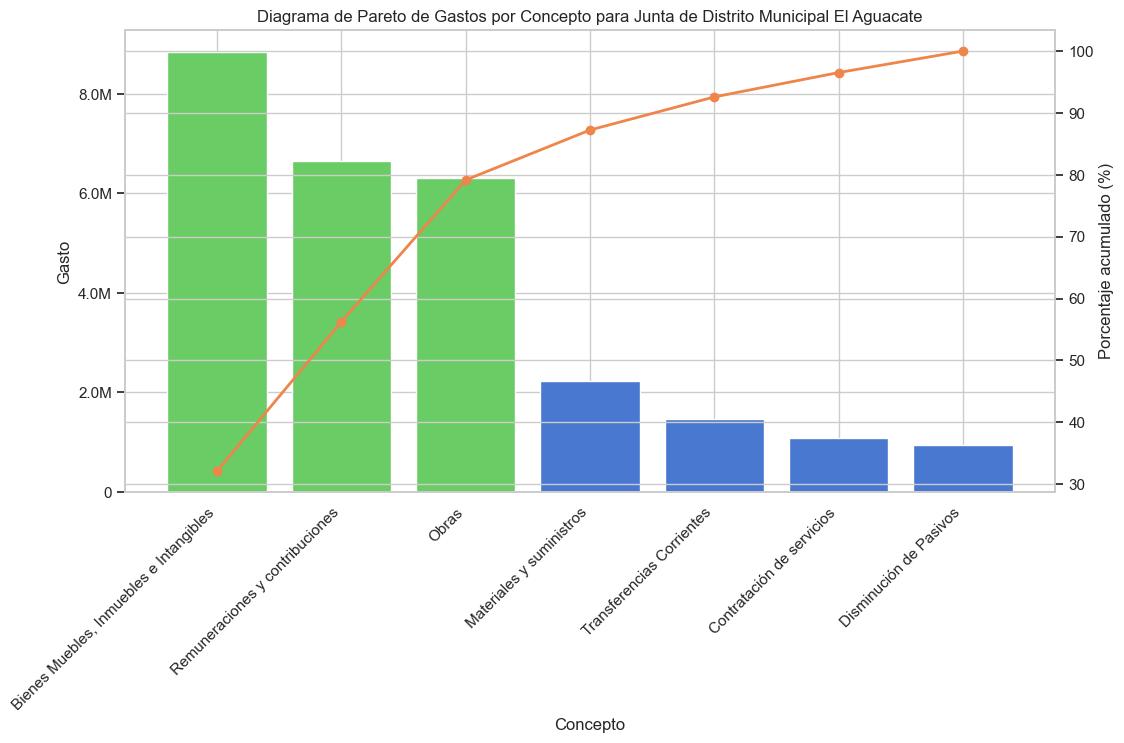 Diagrama de Pareto de Gastos por Concepto para Junta de Distrito Municipal El Aguacate
Gasto
8.0M
6.0M
4.0M
2.0M
0
100
90
80
70
60
50
40
30
Porcentaje acumulado (%)
Bienes Muebles, Inmuebles e Intangibles
Remuneraciones y contribuciones
Obras
Materiales y suministros
Transferencias Corrientes
Contratación de servicios
Disminución de Pasivos
Concepto